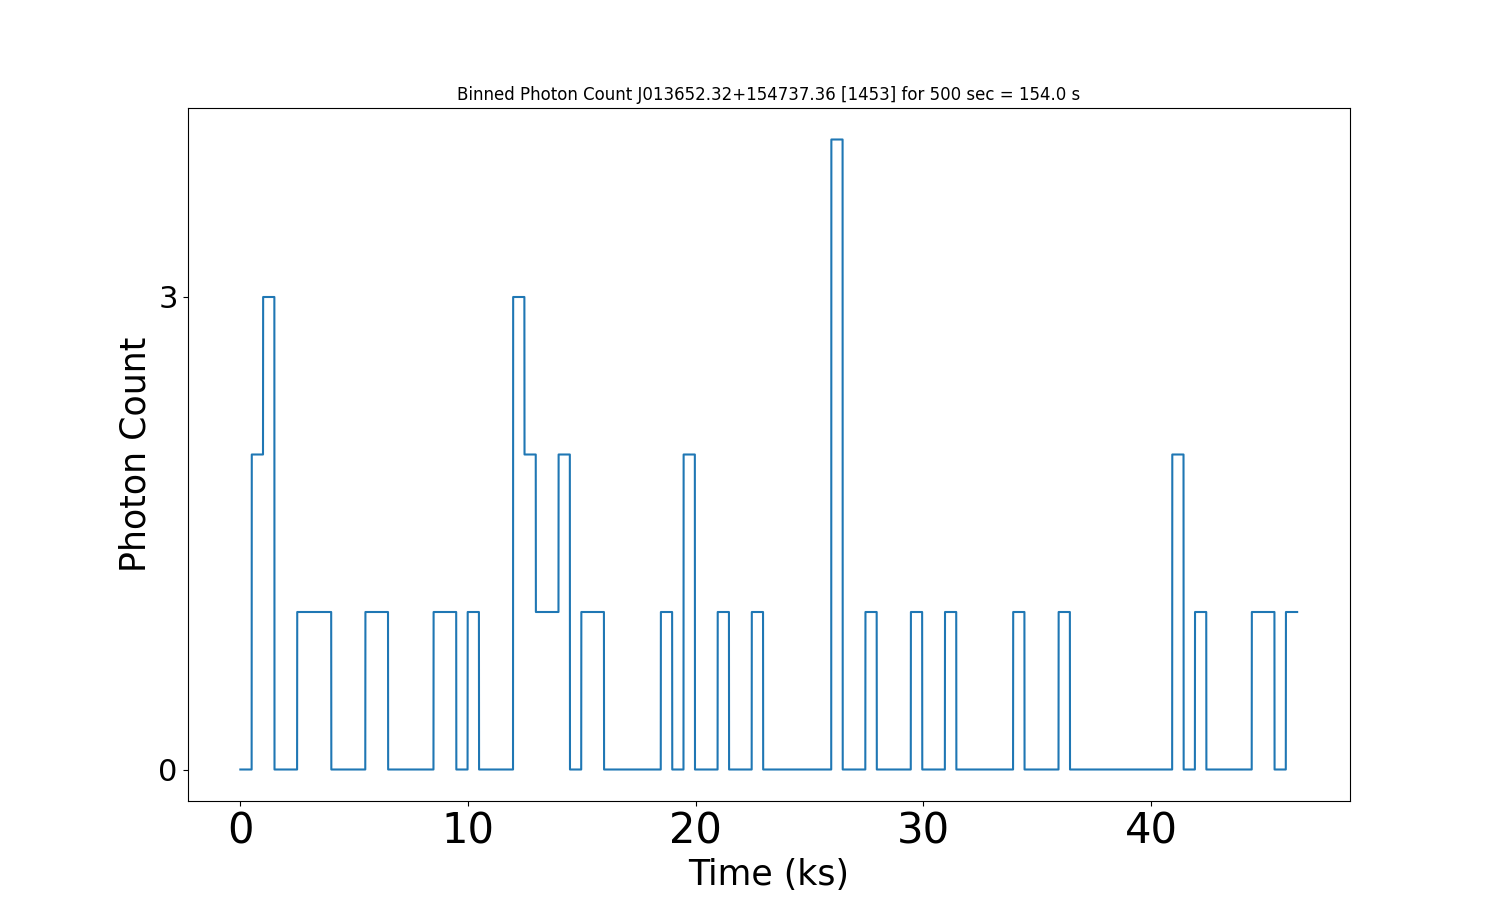 Binned Photon Count J013652.32+154737.36 [1453] for 500 sec = 154.0 s
Photon Count
3
0
0 10 20 30 40
Time (ks)